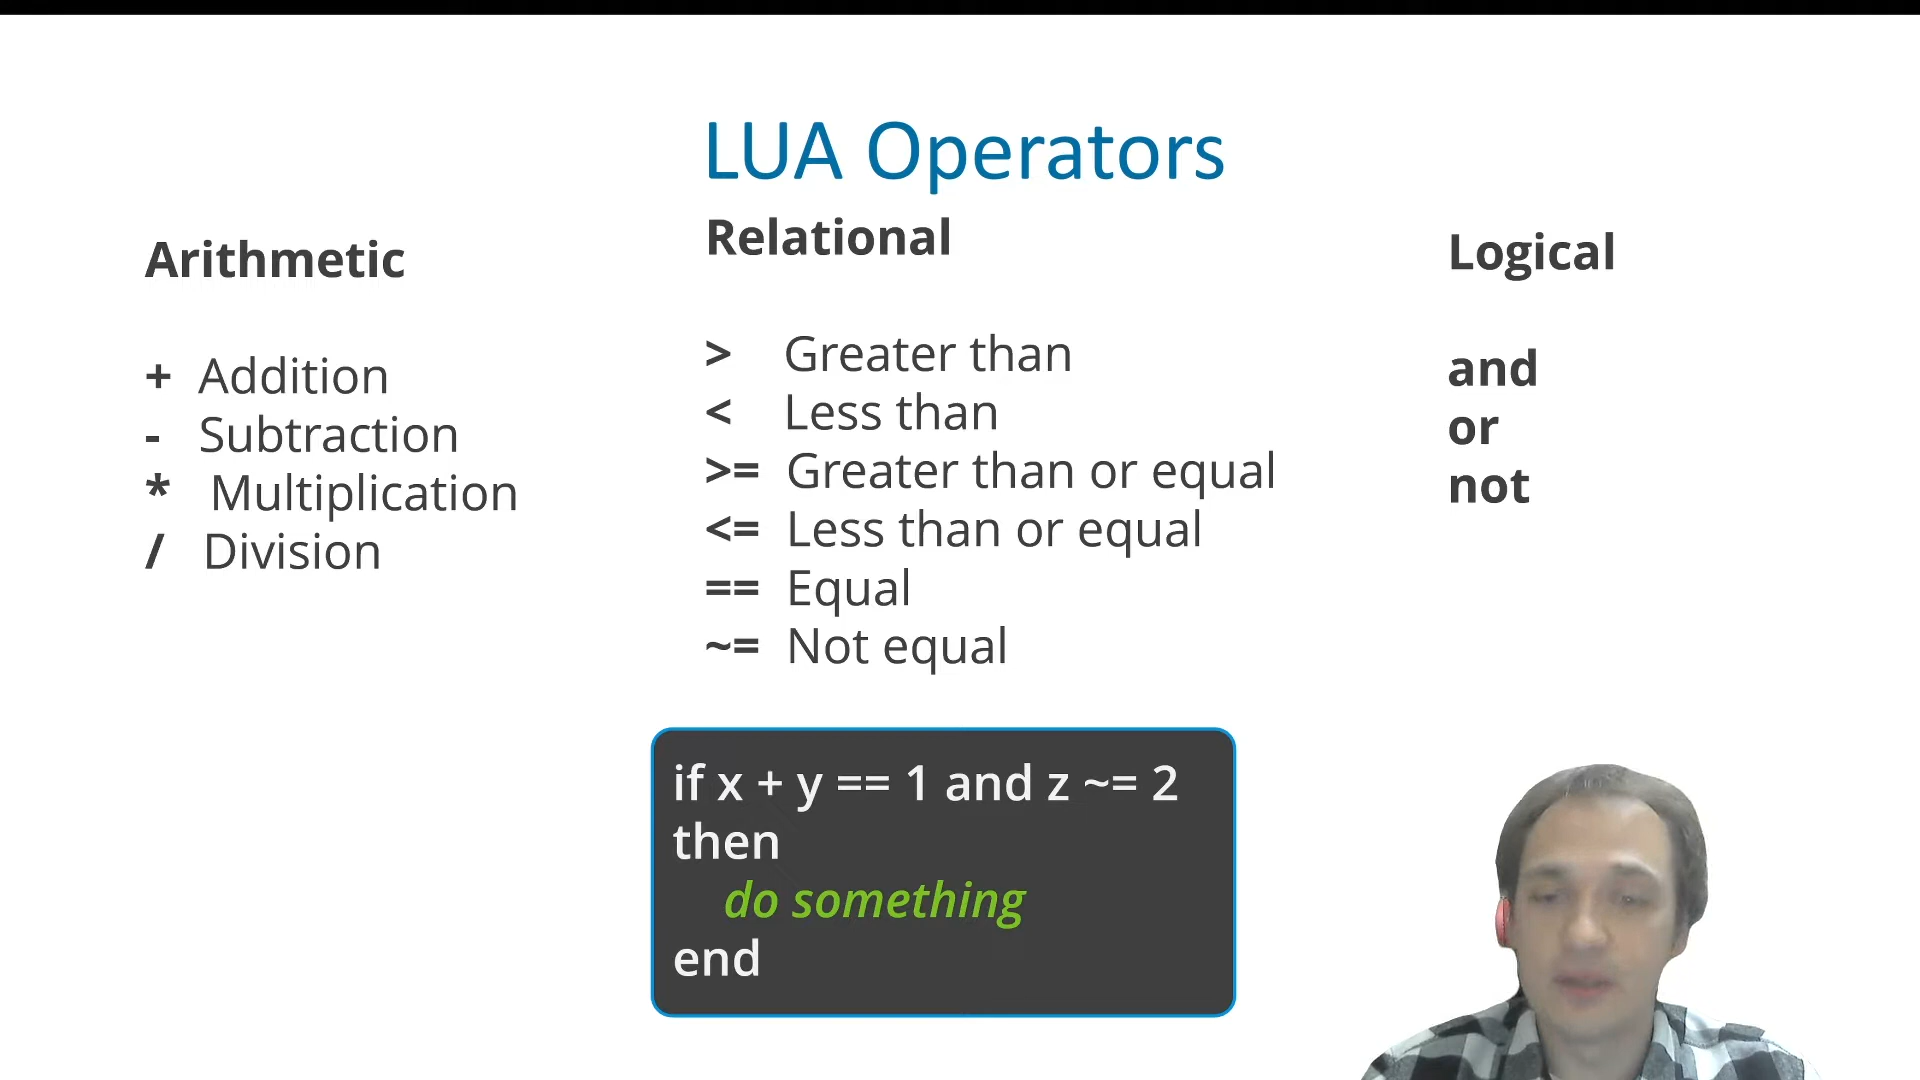 LUA Operators
Arithmetic
+ Addition
- Subtraction
* Multiplication
/ Division
Relational
> Greater than
< Less than
>= Greater than or equal
<= Less than or equal
== Equal
~= Not equal
Logical
and
or
not
if x + y == 1 and z ~= 2
then
do something
end